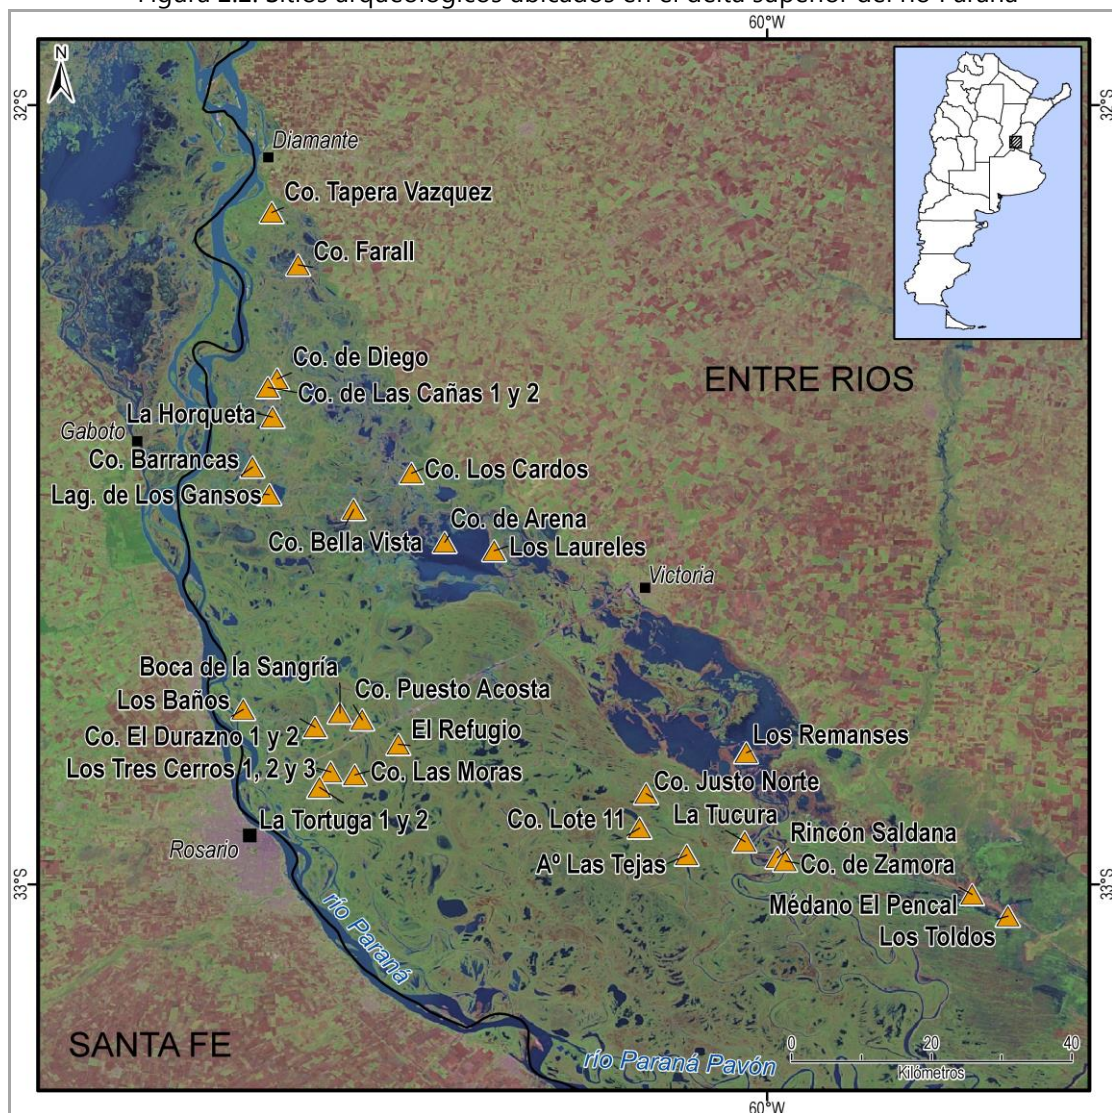 Figura 2.2. Sitios arqueológicos ubicados en el delta superior del río Paraná
60°W
N
32°S
32°S
Diamante
Co. Tapera Vazquez
Co. Farall
Co. de Diego
Co. de Las Cañas 1 y 2
ENTRE RIOS
La Horqueta
Gaboto
Co. Barrancas
Co. Los Cardos
Lag. de Los Gansos
Co. de Arena
Co. Bella Vista
Los Laureles
Victoria
Boca de la Sangría
Co. Puesto Acosta
Los Baños
El Refugio
Co. El Durazno 1 y 2
Los Remanses
Los Tres Cerros 1, 2 y 3
Co. Las Moras
Co. Justo Norte
La Tucura
La Tortuga 1 y 2
Co. Lote 11
Rincón Saldana
Rosario
Aº Las Tejas
Co. de Zamora
33°S
33°S
Médano El Pencal
Los Toldos
río Paraná
SANTA FE
0 20 40
Kilómetros
río Paraná Pavón
60°W